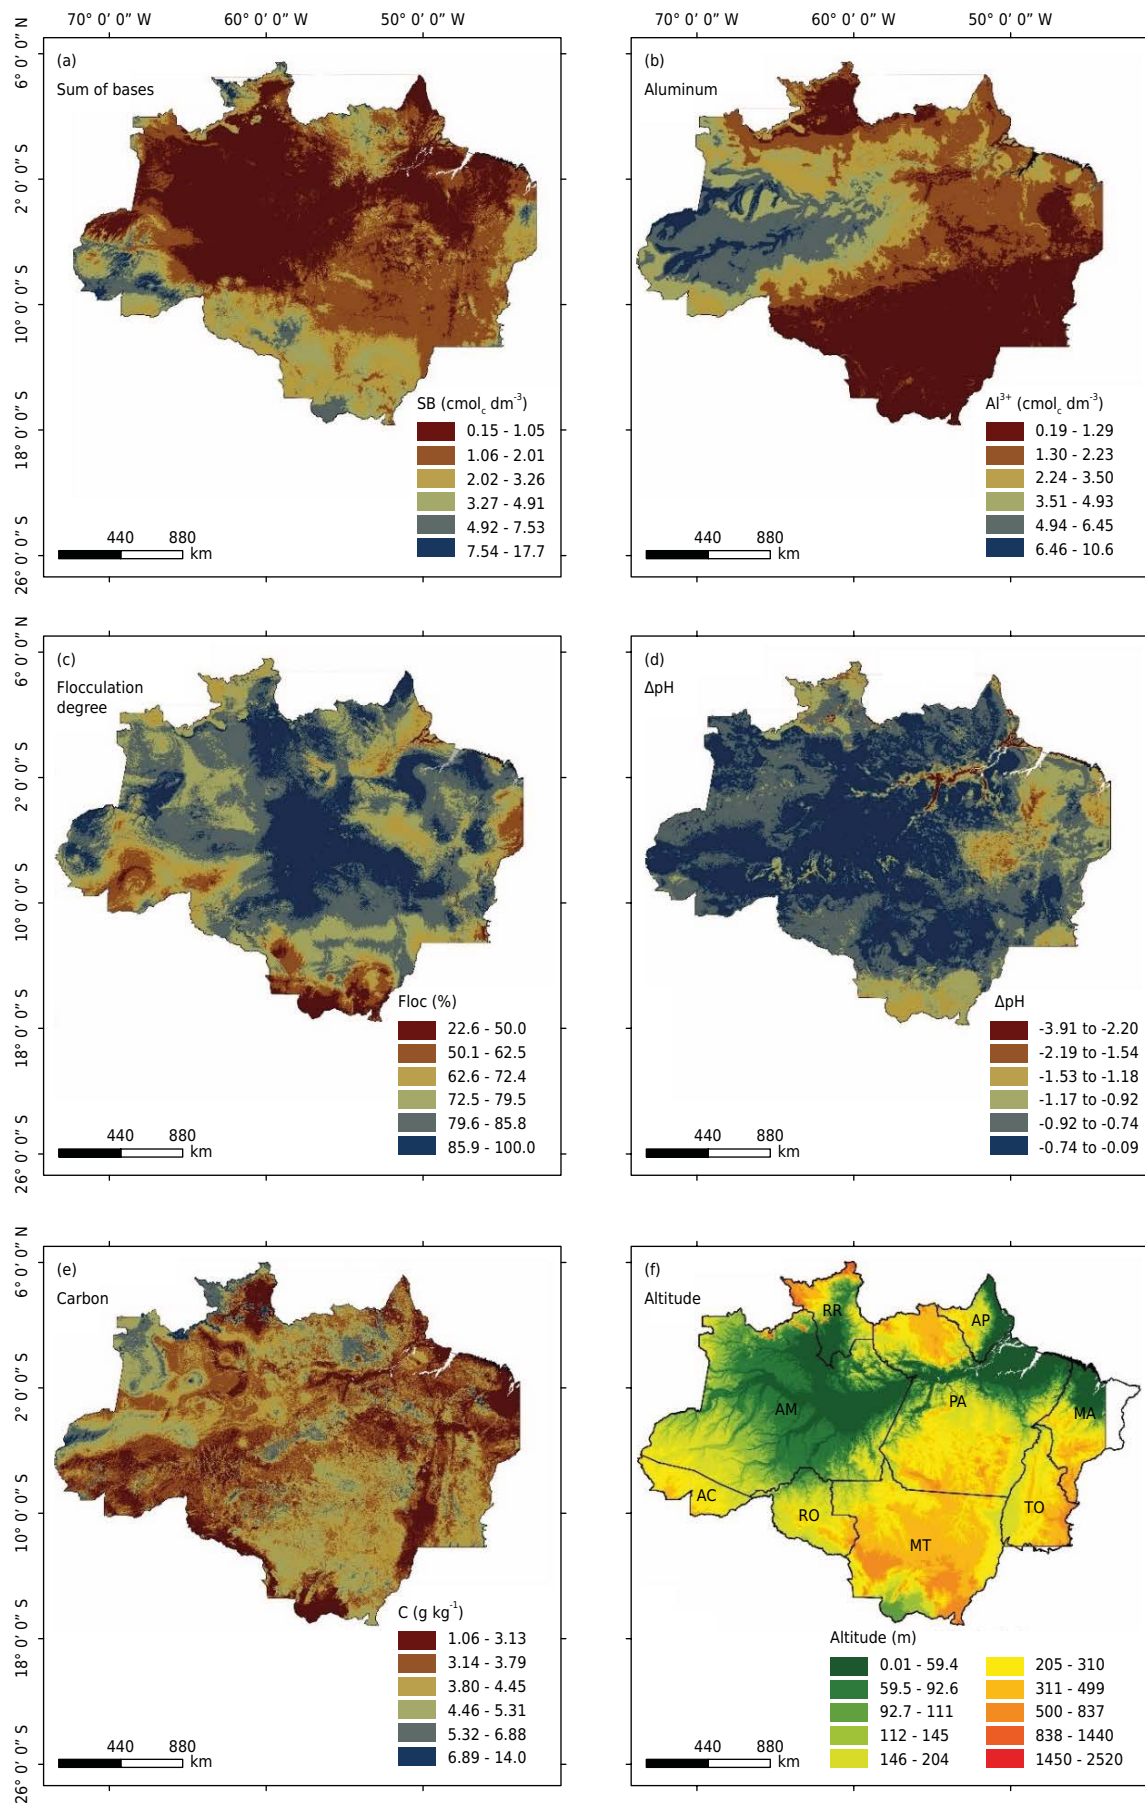 70° 0' 0" W 60° 0' 0" W 50° 0' 0" W 70° 0' 0" W 60° 0' 0" W 50° 0' 0" W
6° 0' 0" N
2° 0' 0" S
10° 0' 0" S
18° 0' 0" S
26° 0' 0" S
(a)
Sum of bases
SB (cmolc dm-3)
0.15 - 1.05
1.06 - 2.01
2.02 - 3.26
3.27 - 4.91
4.92 - 7.53
7.54 - 17.7
440 880
km
(b)
Aluminum
Al3+ (cmolc dm-3)
0.19 - 1.29
1.30 - 2.23
2.24 - 3.50
3.51 - 4.93
4.94 - 6.45
6.46 - 10.6
440 880
km
6° 0' 0" N
2° 0' 0" S
10° 0' 0" S
18° 0' 0" S
26° 0' 0" S
(c)
Flocculation
degree
Floc (%)
22.6 - 50.0
50.1 - 62.5
62.6 - 72.4
72.5 - 79.5
79.6 - 85.8
85.9 - 100.0
440 880
km
(d)
ΔpH
ΔpH
-3.91 to -2.20
-2.19 to -1.54
-1.53 to -1.18
-1.17 to -0.92
-0.92 to -0.74
-0.74 to -0.09
440 880
km
6° 0' 0" N
2° 0' 0" S
10° 0' 0" S
18° 0' 0" S
26° 0' 0" S
(e)
Carbon
C (g kg-1)
1.06 - 3.13
3.14 - 3.79
3.80 - 4.45
4.46 - 5.31
5.32 - 6.88
6.89 - 14.0
440 880
km
(f)
Altitude
RR
AP
AM
PA
MA
AC
RO
TO
MT
Altitude (m)
0.01 - 59.4
59.5 - 92.6
92.7 - 111
112 - 145
146 - 204
205 - 310
311 - 499
500 - 837
838 - 1440
1450 - 2520
440 880
km